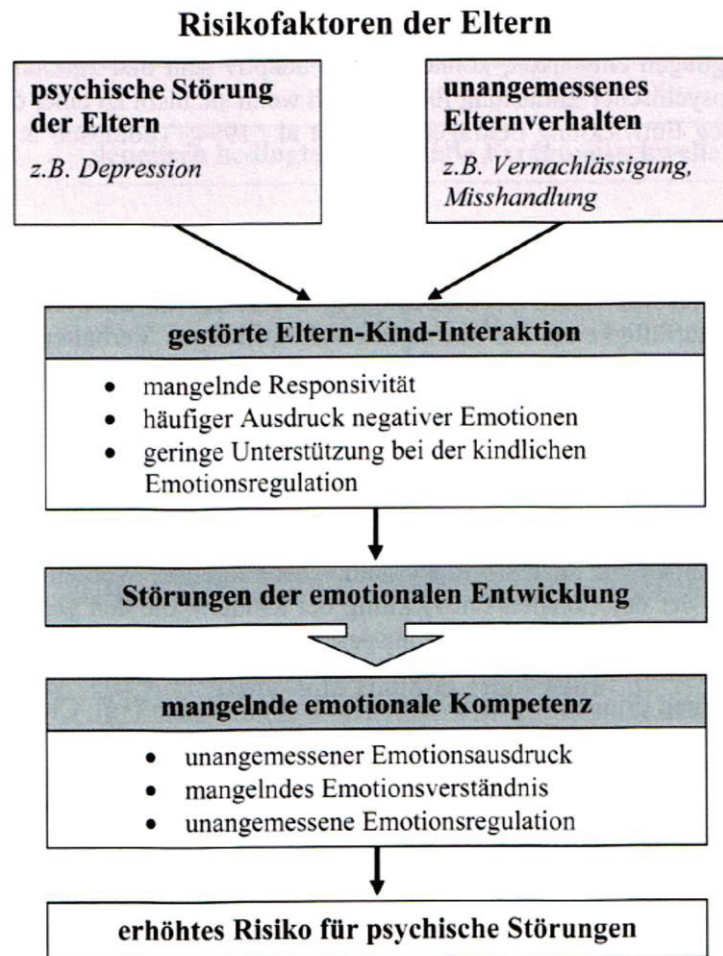 Risikofaktoren der Eltern
psychische Störung
der Eltern
z.B. Depression
unangemessenes
Elternverhalten
z.B. Vernachlässigung,
Misshandlung
gestörte Eltern-Kind-Interaktion
• mangelnde Responsivität
• häufiger Ausdruck negativer Emotionen
• geringe Unterstützung bei der kindlichen
Emotionsregulation
Störungen der emotionalen Entwicklung
mangelnde emotionale Kompetenz
• unangemessener Emotionsausdruck
• mangelndes Emotionsverständnis
• unangemessene Emotionsregulation
erhöhtes Risiko für psychische Störungen